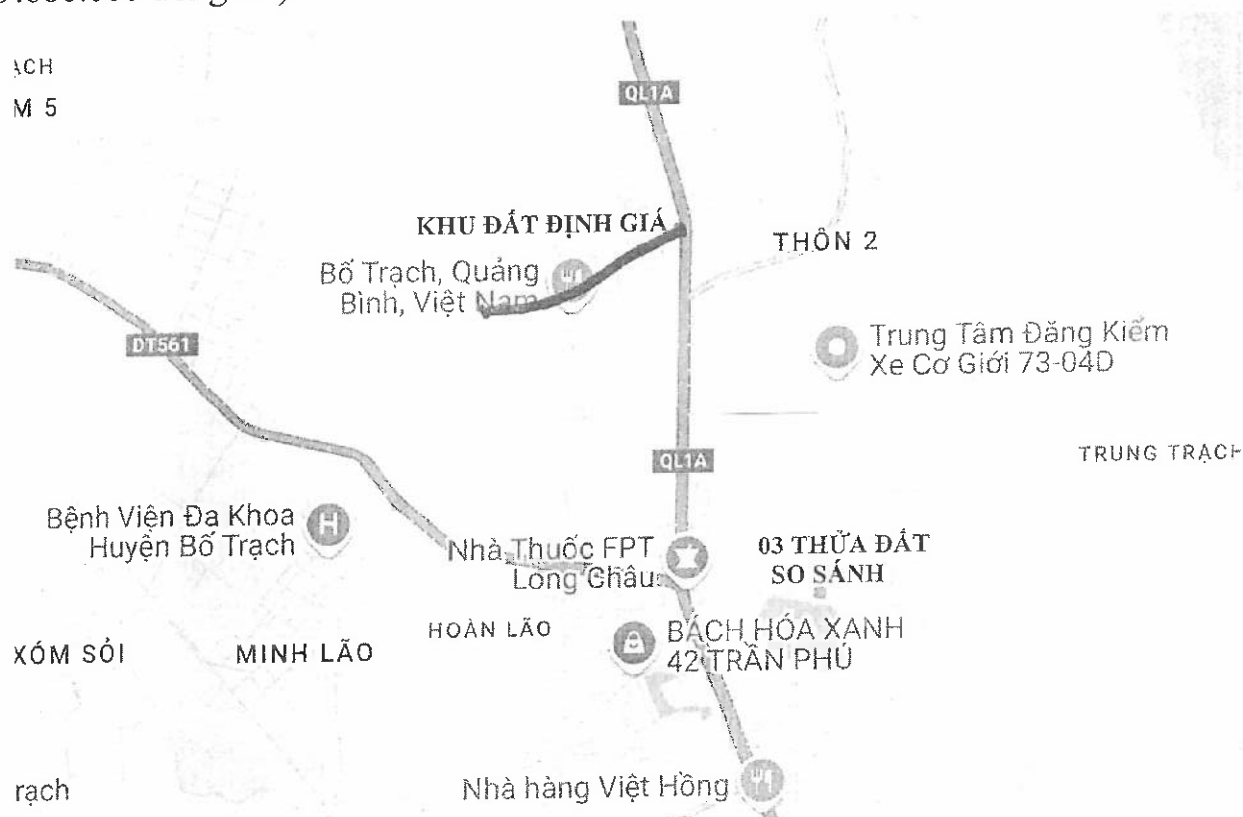 ẠCH
M 5
QL1A
KHU ĐẤT ĐỊNH GIÁ
THÔN 2
Bố Trạch, Quảng
Bình, Việt Nam
DT561
Trung Tâm Đăng Kiểm
Xe Cơ Giới 73-04D
QL1A
TRUNG TRẠCH
Bệnh Viện Đa Khoa
Huyện Bố Trạch
H
Nhà Thuốc FPT
Long Châu
03 THỬA ĐẤT
SO SÁNH
HOÀN LÃO
BÁCH HÓA XANH
42 TRẦN PHÚ
XÓM SỎI
MINH LÃO
rạch
Nhà hàng Việt Hồng